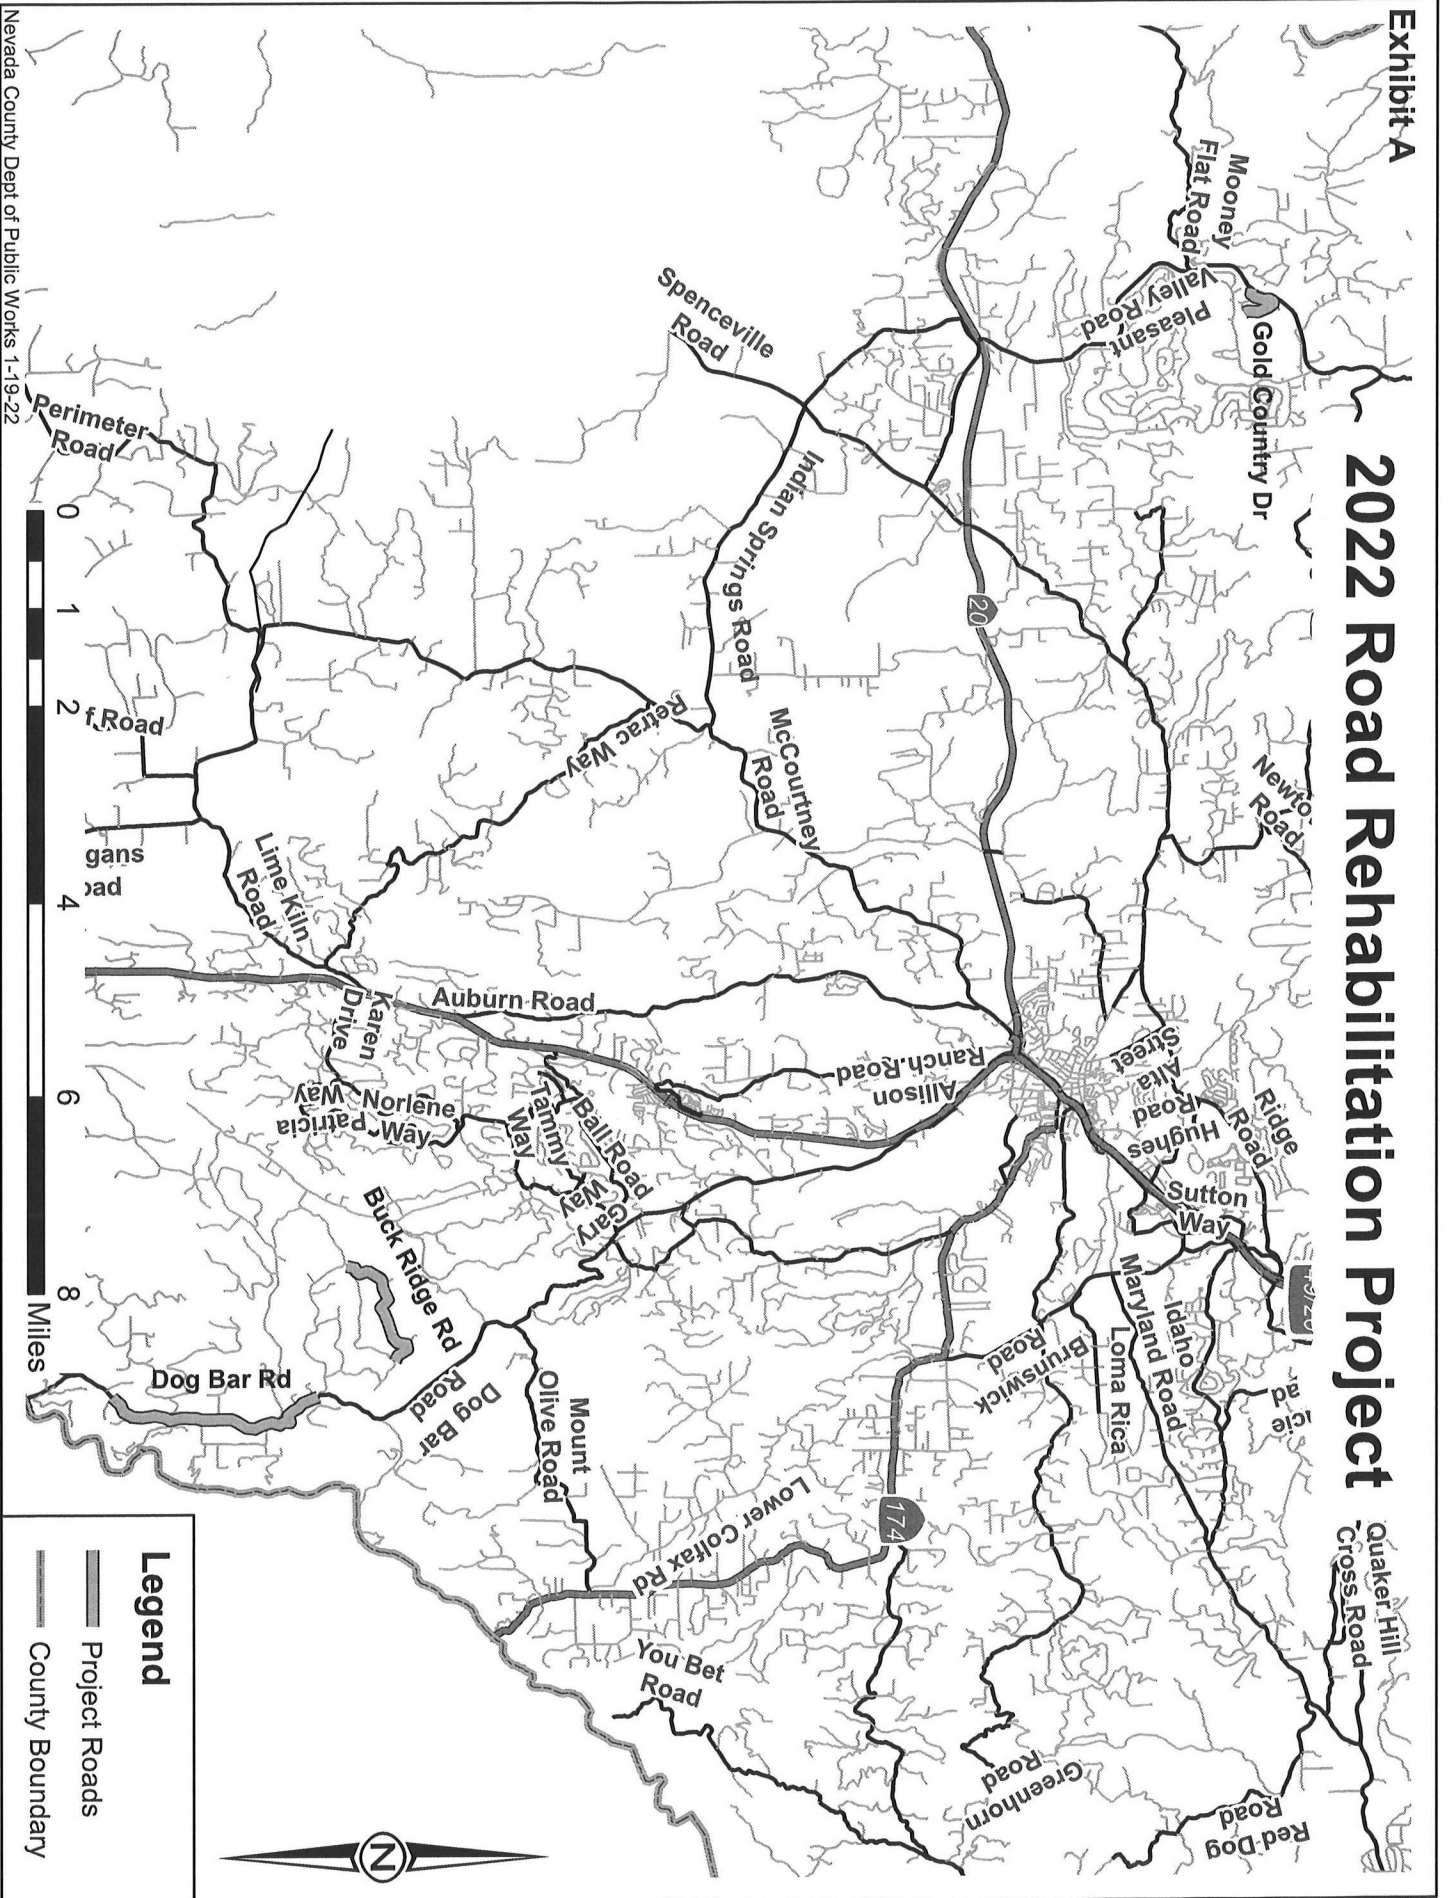 Exhibit A
2022 Road Rehabilitation Project
Mooney
Flat Road
Gold Country Dr
Pleasant
Valley Road
Newto
Road
Ridge
Road
Quaker Hill
Cross Road
Street
Alta
Road
Hughes
Road
Sutton
Way
Idaho
Maryland Road
Loma Rica
Brunswick
Road
Red Dog
Road
Greenhorn
Road
20
174
Spenceville
Road
Indian Springs Road
McCourtney
Road
Allison
Ranch Road
Retrac Way
Auburn Road
Lime Kiln
Road
Karen
Drive
Norlene
Way
Patricia
Way
Ball Road
Tammy
Way
Gary
Way
Buck Ridge Rd
Dog Bar
Road
Dog Bar Rd
Mount
Olive Road
Lower Colfax Rd
You Bet
Road
Perimeter
Road
f Road
gans
oad
0 1 2 4 6 8
Miles
Legend
Project Roads
County Boundary
N
Nevada County Dept of Public Works 1-19-22